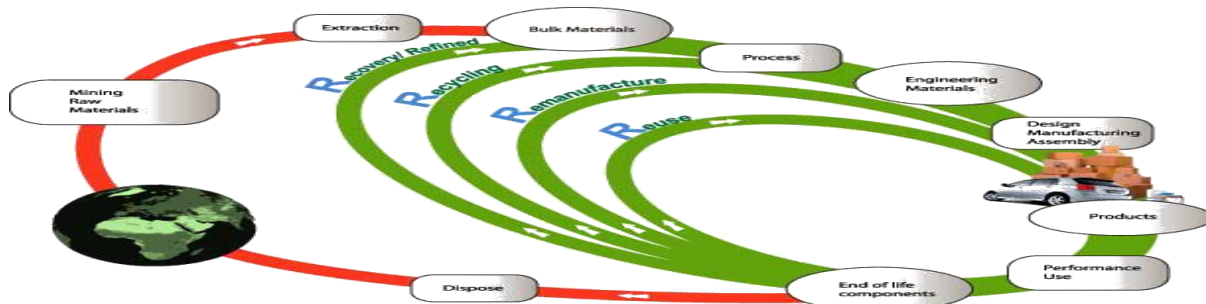 Extraction
Bulk Materials
Process
Engineering
Materials
Mining
Raw
Materials
Recovery/ Refined
Recycling
Remanufacture
Reuse
Design
Manufacturing
Assembly
Products
Performance
Use
End of life
components
Dispose